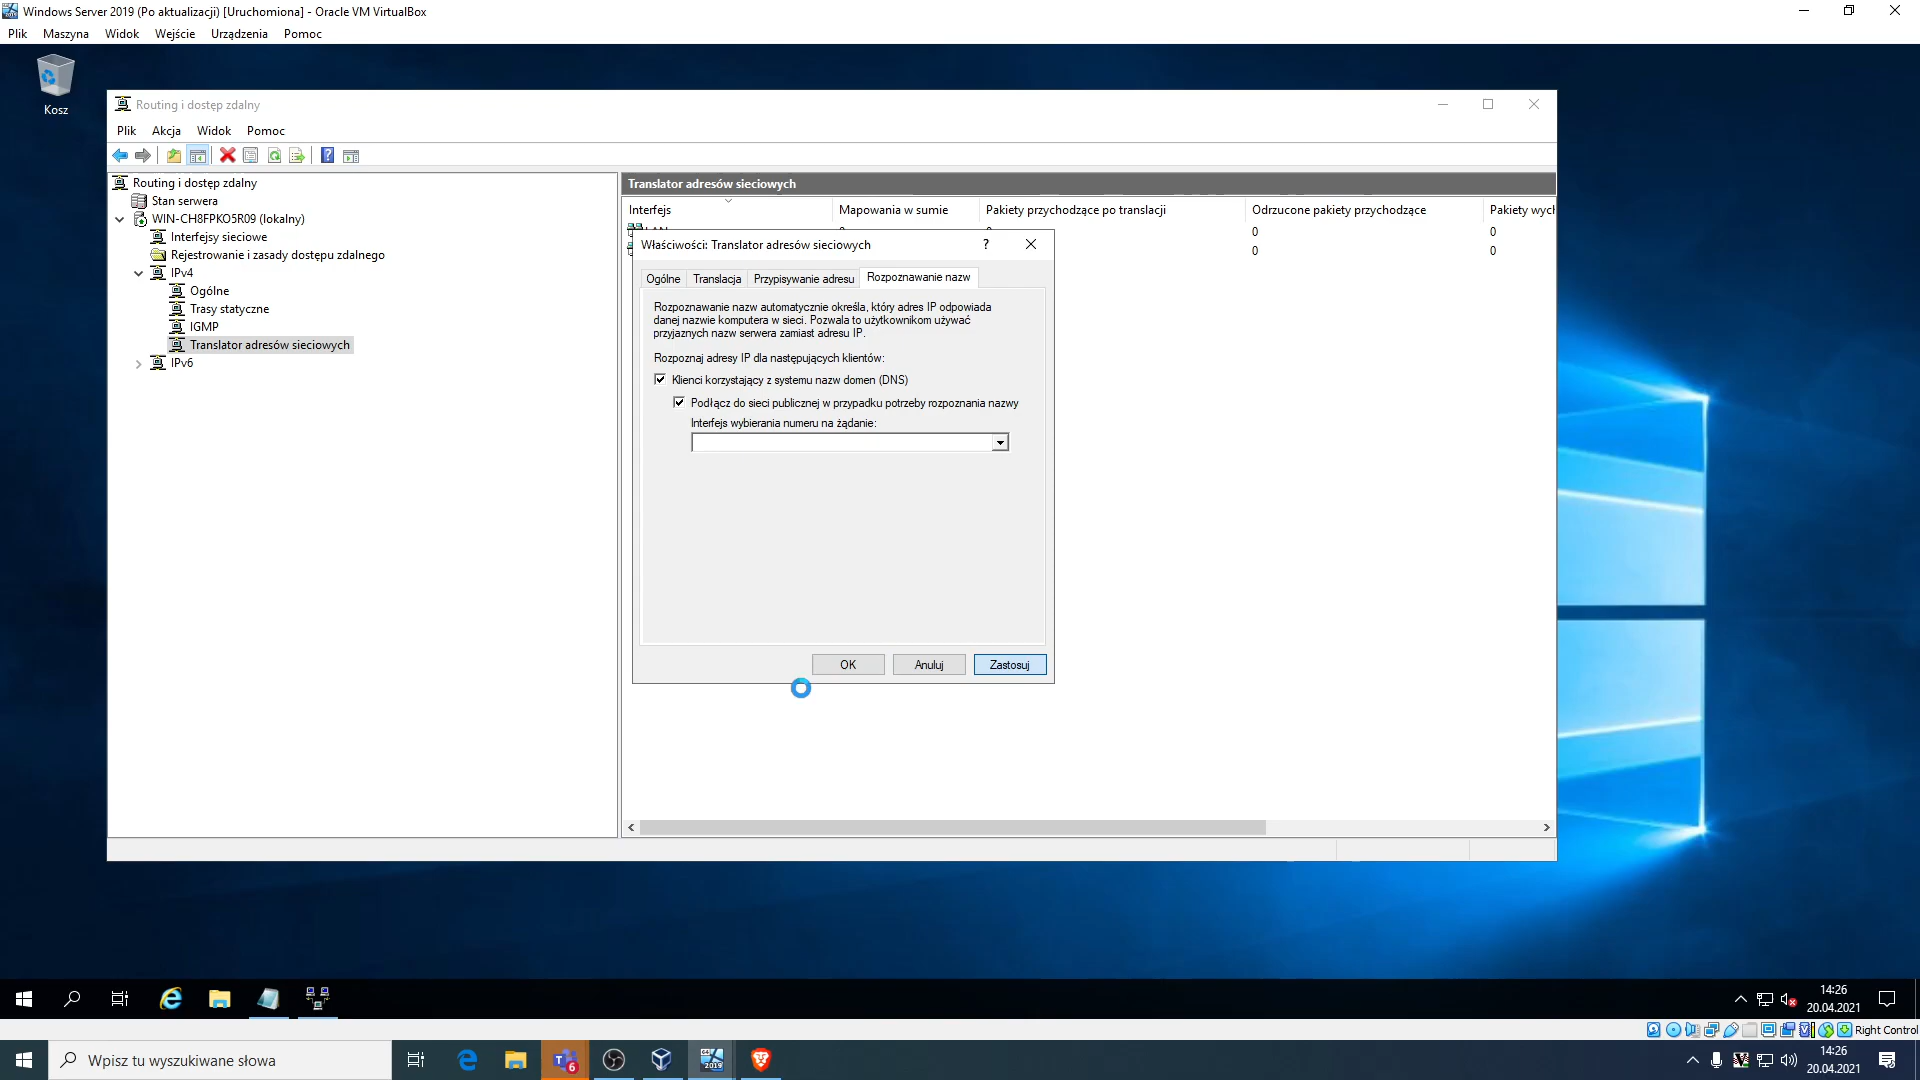 Windows Server 2019 (Po aktualizacji) [Uruchomiona] - Oracle VM VirtualBox
Plik Maszyna Widok Wejście Urządzenia Pomoc
Kosz
Routing i dostęp zdalny
Plik Akcja Widok Pomoc
Routing i dostęp zdalny
Stan serwera
WIN-CH8FPKO5R09 (lokalny)
Interfejsy sieciowe
Rejestrowanie i zasady dostępu zdalnego
IPv4
Ogólne
Trasy statyczne
IGMP
Translator adresów sieciowych
IPv6
Translator adresów sieciowych
Interfejs Mapowania w sumie Pakiety przychodzące po translacji Odrzucone pakiety przychodzące Pakiety wych
0 0
0 0
Właściwości: Translator adresów sieciowych ?
Ogólne Translacja Przypisywanie adresu Rozpoznawanie nazw
Rozpoznawanie nazw automatycznie określa, który adres IP odpowiada
danej nazwie komputera w sieci. Pozwala to użytkownikom używać
przyjaznych nazw serwera zamiast adresu IP.
Rozpoznaj adresy IP dla następujących klientów:
Klienci korzystający z systemu nazw domen (DNS)
Podłącz do sieci publicznej w przypadku potrzeby rozpoznania nazwy
Interfejs wybierania numeru na żądanie:
OK Anuluj Zastosuj
14:26
20.04.2021
Right Control
Wpisz tu wyszukiwane słowa
6
2019
14:26
20.04.2021